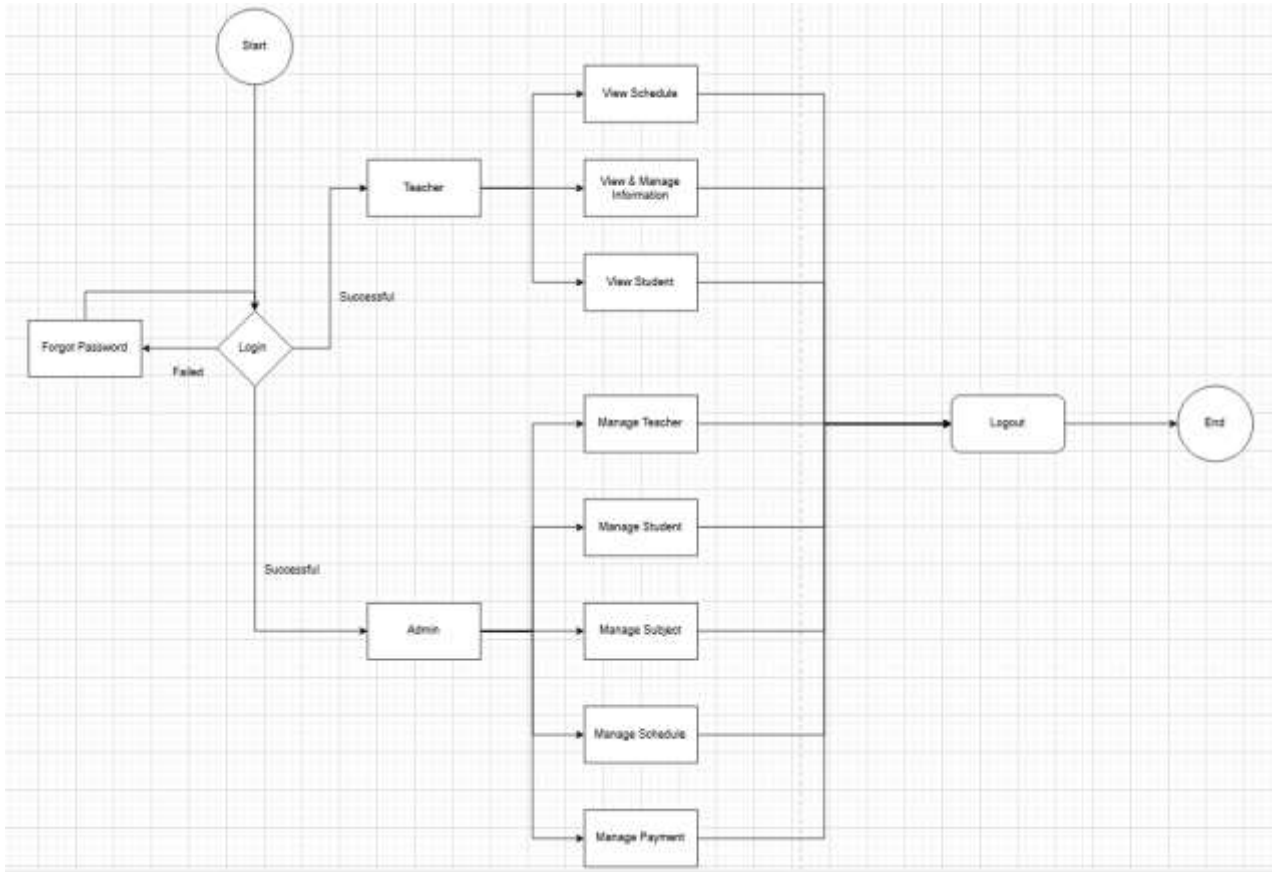 Start
View Schedule
Teacher
View & Manage
Information
View Student
Successful
Forgot Password
Login
Failed
Manage Teacher
Logout
End
Manage Student
Successful
Admin
Manage Subject
Manage Schedule
Manage Payment